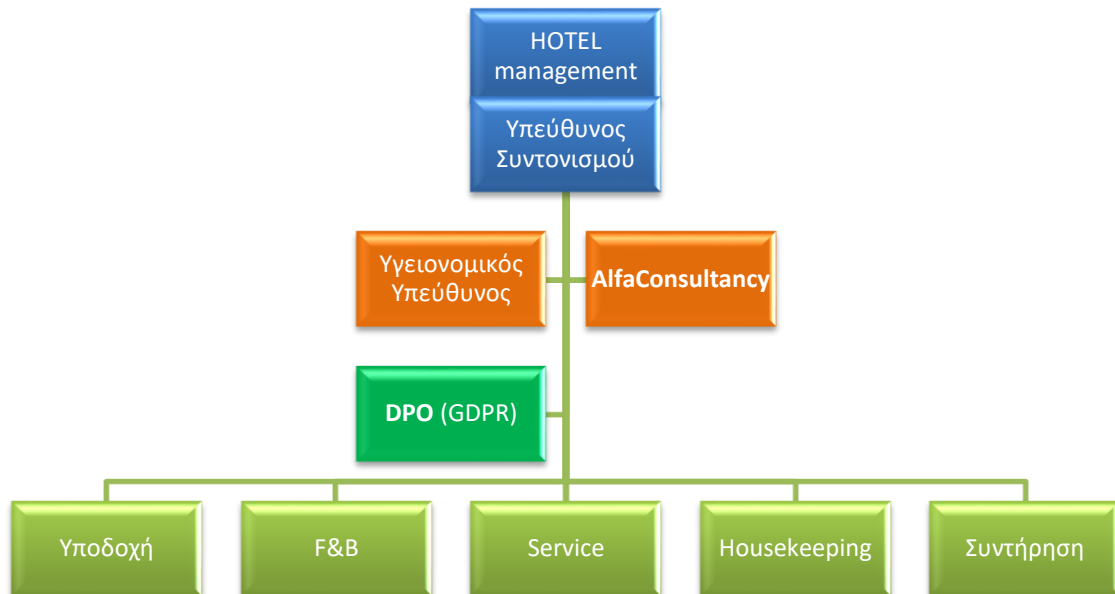 HOTEL
management
Υπεύθυνος
Συντονισμού
Υγειονομικός
Υπεύθυνος
AlfaConsultancy
DPO (GDPR)
Υποδοχή
F&B
Service
Housekeeping
Συντήρηση